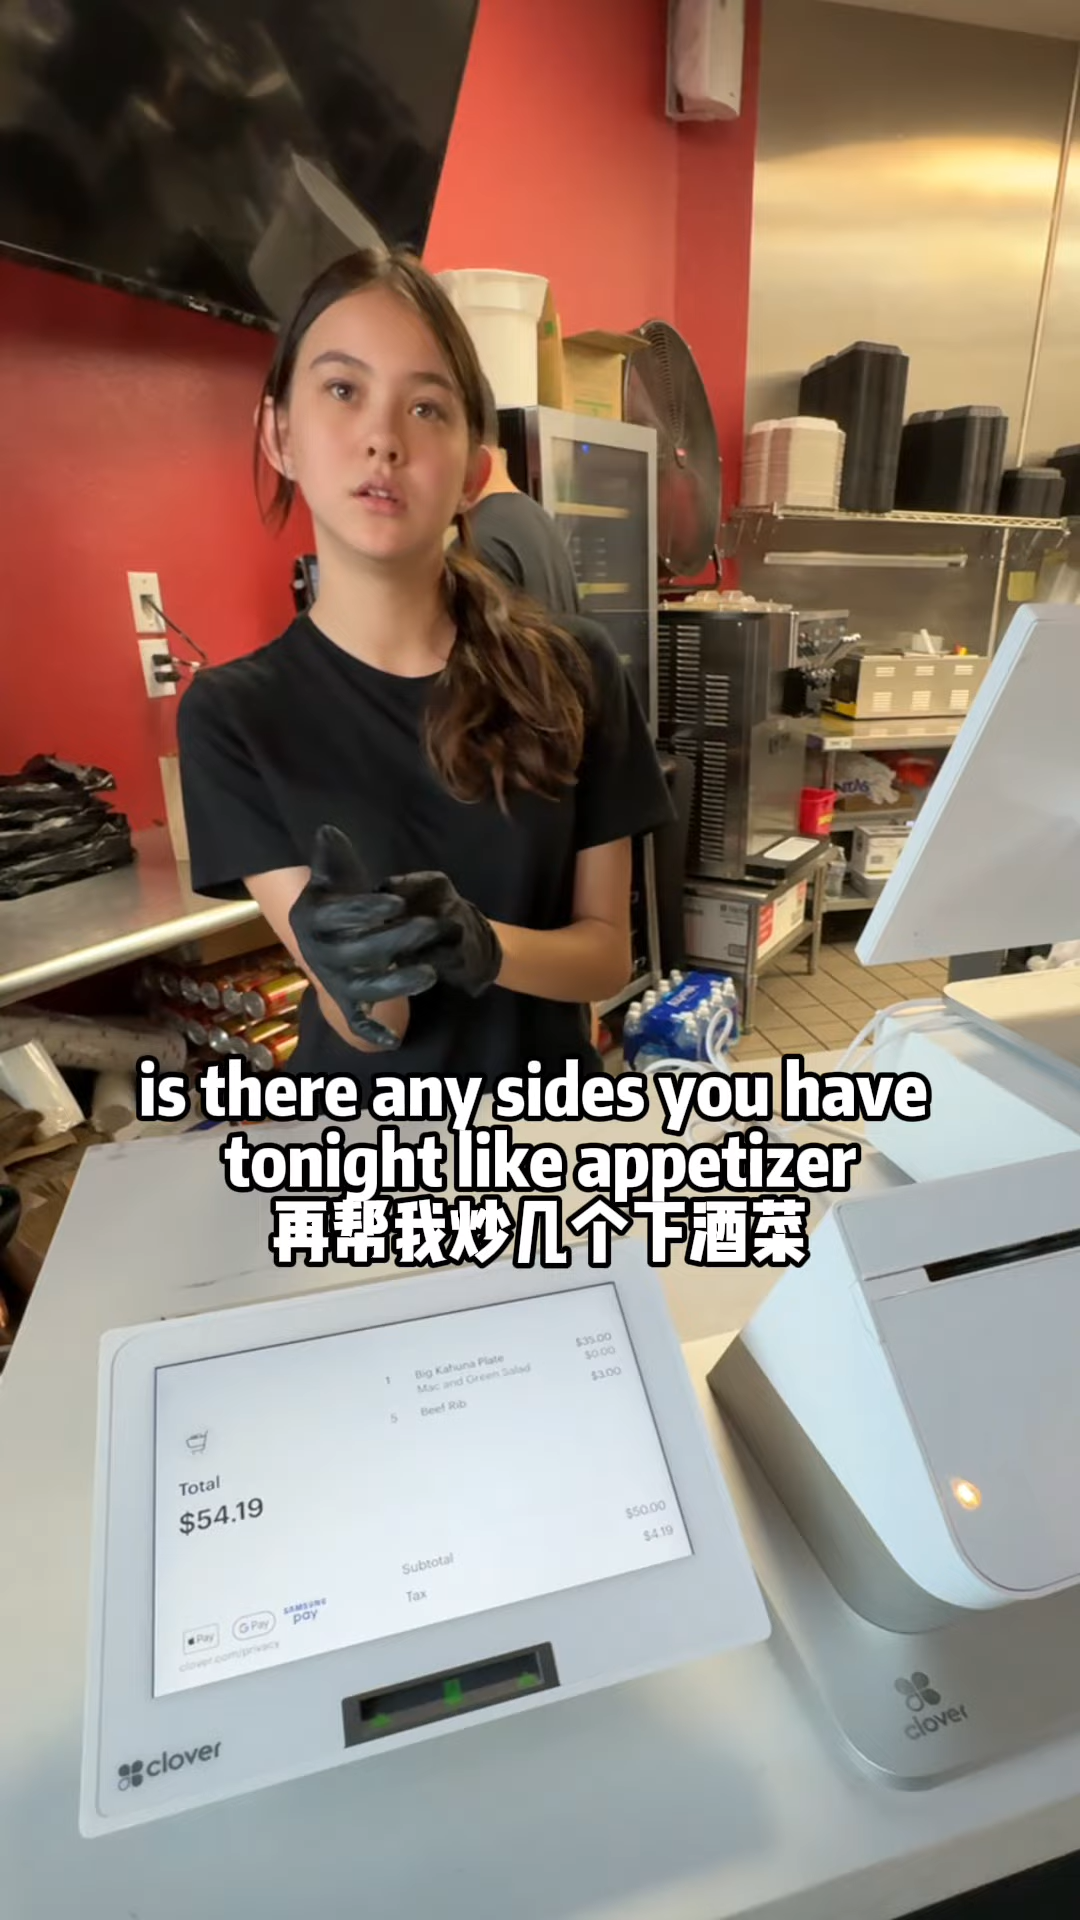 is there any sides you have
tonight like appetizer
再帮我炒几个下酒菜
1 Big Kahuna Plate $35.00
Mac and Green Salad $0.00
5 Beef Rib $3.00
Total
$54.19
Subtotal $50.00
Tax $4.19
Pay
G Pay
SAMSUNG pay
clover.com/privacy
clover
clover